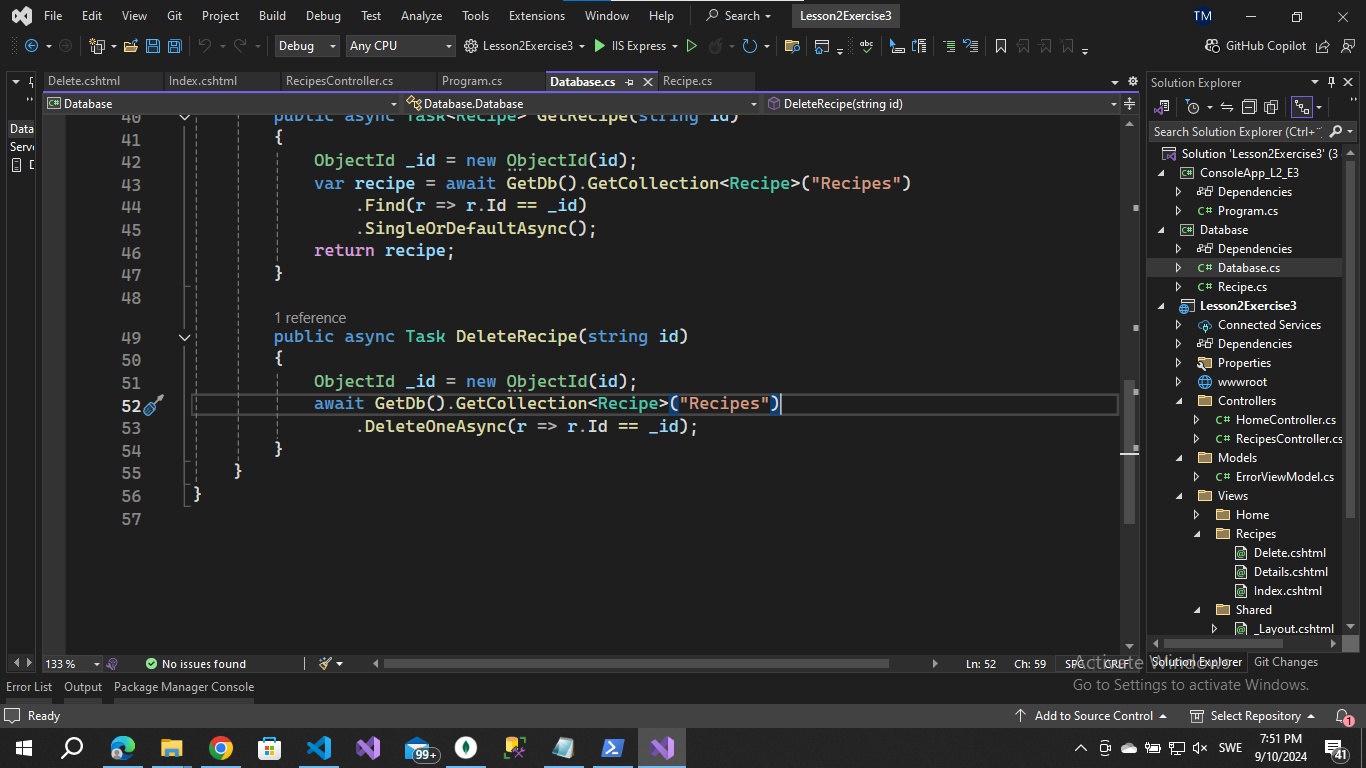 File Edit View Git Project Build Debug Test Analyze Tools Extensions Window Help Search Lesson2Exercise3 TM
Debug Any CPU Lesson2Exercise3 IIS Express GitHub Copilot
Delete.cshtml Index.cshtml RecipesController.cs Program.cs Database.cs Recipe.cs
Database Database.Database DeleteRecipe(string id)
40 public async Task<Recipe> GetRecipe(string id)
41 {
42 ObjectId _id = new ObjectId(id);
43 var recipe = await GetDb().GetCollection<Recipe>("Recipes")
44 .Find(r => r.Id == _id)
45 .SingleOrDefaultAsync();
46 return recipe;
47 }
48
1 reference
49 public async Task DeleteRecipe(string id)
50 {
51 ObjectId _id = new ObjectId(id);
52 await GetDb().GetCollection<Recipe>("Recipes")
53 .DeleteOneAsync(r => r.Id == _id);
54 }
55 }
56 }
57
133 % No issues found Ln: 52 Ch: 59 SPC CRLF
Data
Serv
D
Solution Explorer
Search Solution Explorer (Ctrl+
Solution 'Lesson2Exercise3' (3
ConsoleApp_L2_E3
Dependencies
C# Program.cs
Database
Dependencies
C# Database.cs
C# Recipe.cs
Lesson2Exercise3
Connected Services
Dependencies
Properties
wwwroot
Controllers
C# HomeController.cs
C# RecipesController.cs
Models
C# ErrorViewModel.cs
Views
Home
Recipes
Delete.cshtml
Details.cshtml
Index.cshtml
Shared
_Layout.cshtml
Solution Explorer Git Changes
Activate Windows
Go to Settings to activate Windows.
Error List Output Package Manager Console
Ready Add to Source Control Select Repository 1
99+ SWE 7:51 PM
9/10/2024 41